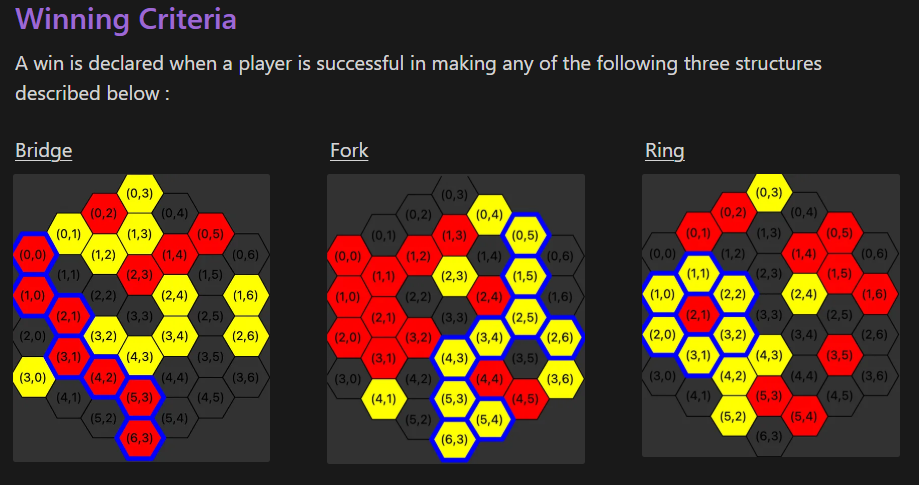 Winning Criteria
A win is declared when a player is successful in making any of the following three structures
described below :
Bridge
(0,3)
(0,2) (0,4)
(0,1) (1,3) (0,5)
(0,0) (1,2) (1,4) (0,6)
(1,1) (2,3) (1,5)
(1,0) (2,2) (2,4) (1,6)
(2,1) (3,3) (2,5)
(2,0) (3,2) (3,4) (2,6)
(3,1) (4,3) (3,5)
(3,0) (4,2) (4,4) (3,6)
(4,1) (5,3) (4,5)
(5,2) (5,4)
(6,3)
Fork
(0,3)
(0,2) (0,4)
(0,1) (1,3) (0,5)
(0,0) (1,2) (1,4) (0,6)
(1,1) (2,3) (1,5)
(1,0) (2,2) (2,4) (1,6)
(2,1) (3,3) (2,5)
(2,0) (3,2) (3,4) (2,6)
(3,1) (4,3) (3,5)
(3,0) (4,2) (4,4) (3,6)
(4,1) (5,3) (4,5)
(5,2) (5,4)
(6,3)
Ring
(0,3)
(0,2) (0,4)
(0,1) (1,3) (0,5)
(0,0) (1,2) (1,4) (0,6)
(1,1) (2,3) (1,5)
(1,0) (2,2) (2,4) (1,6)
(2,1) (3,3) (2,5)
(2,0) (3,2) (3,4) (2,6)
(3,1) (4,3) (3,5)
(3,0) (4,2) (4,4) (3,6)
(4,1) (5,3) (4,5)
(5,2) (5,4)
(6,3)